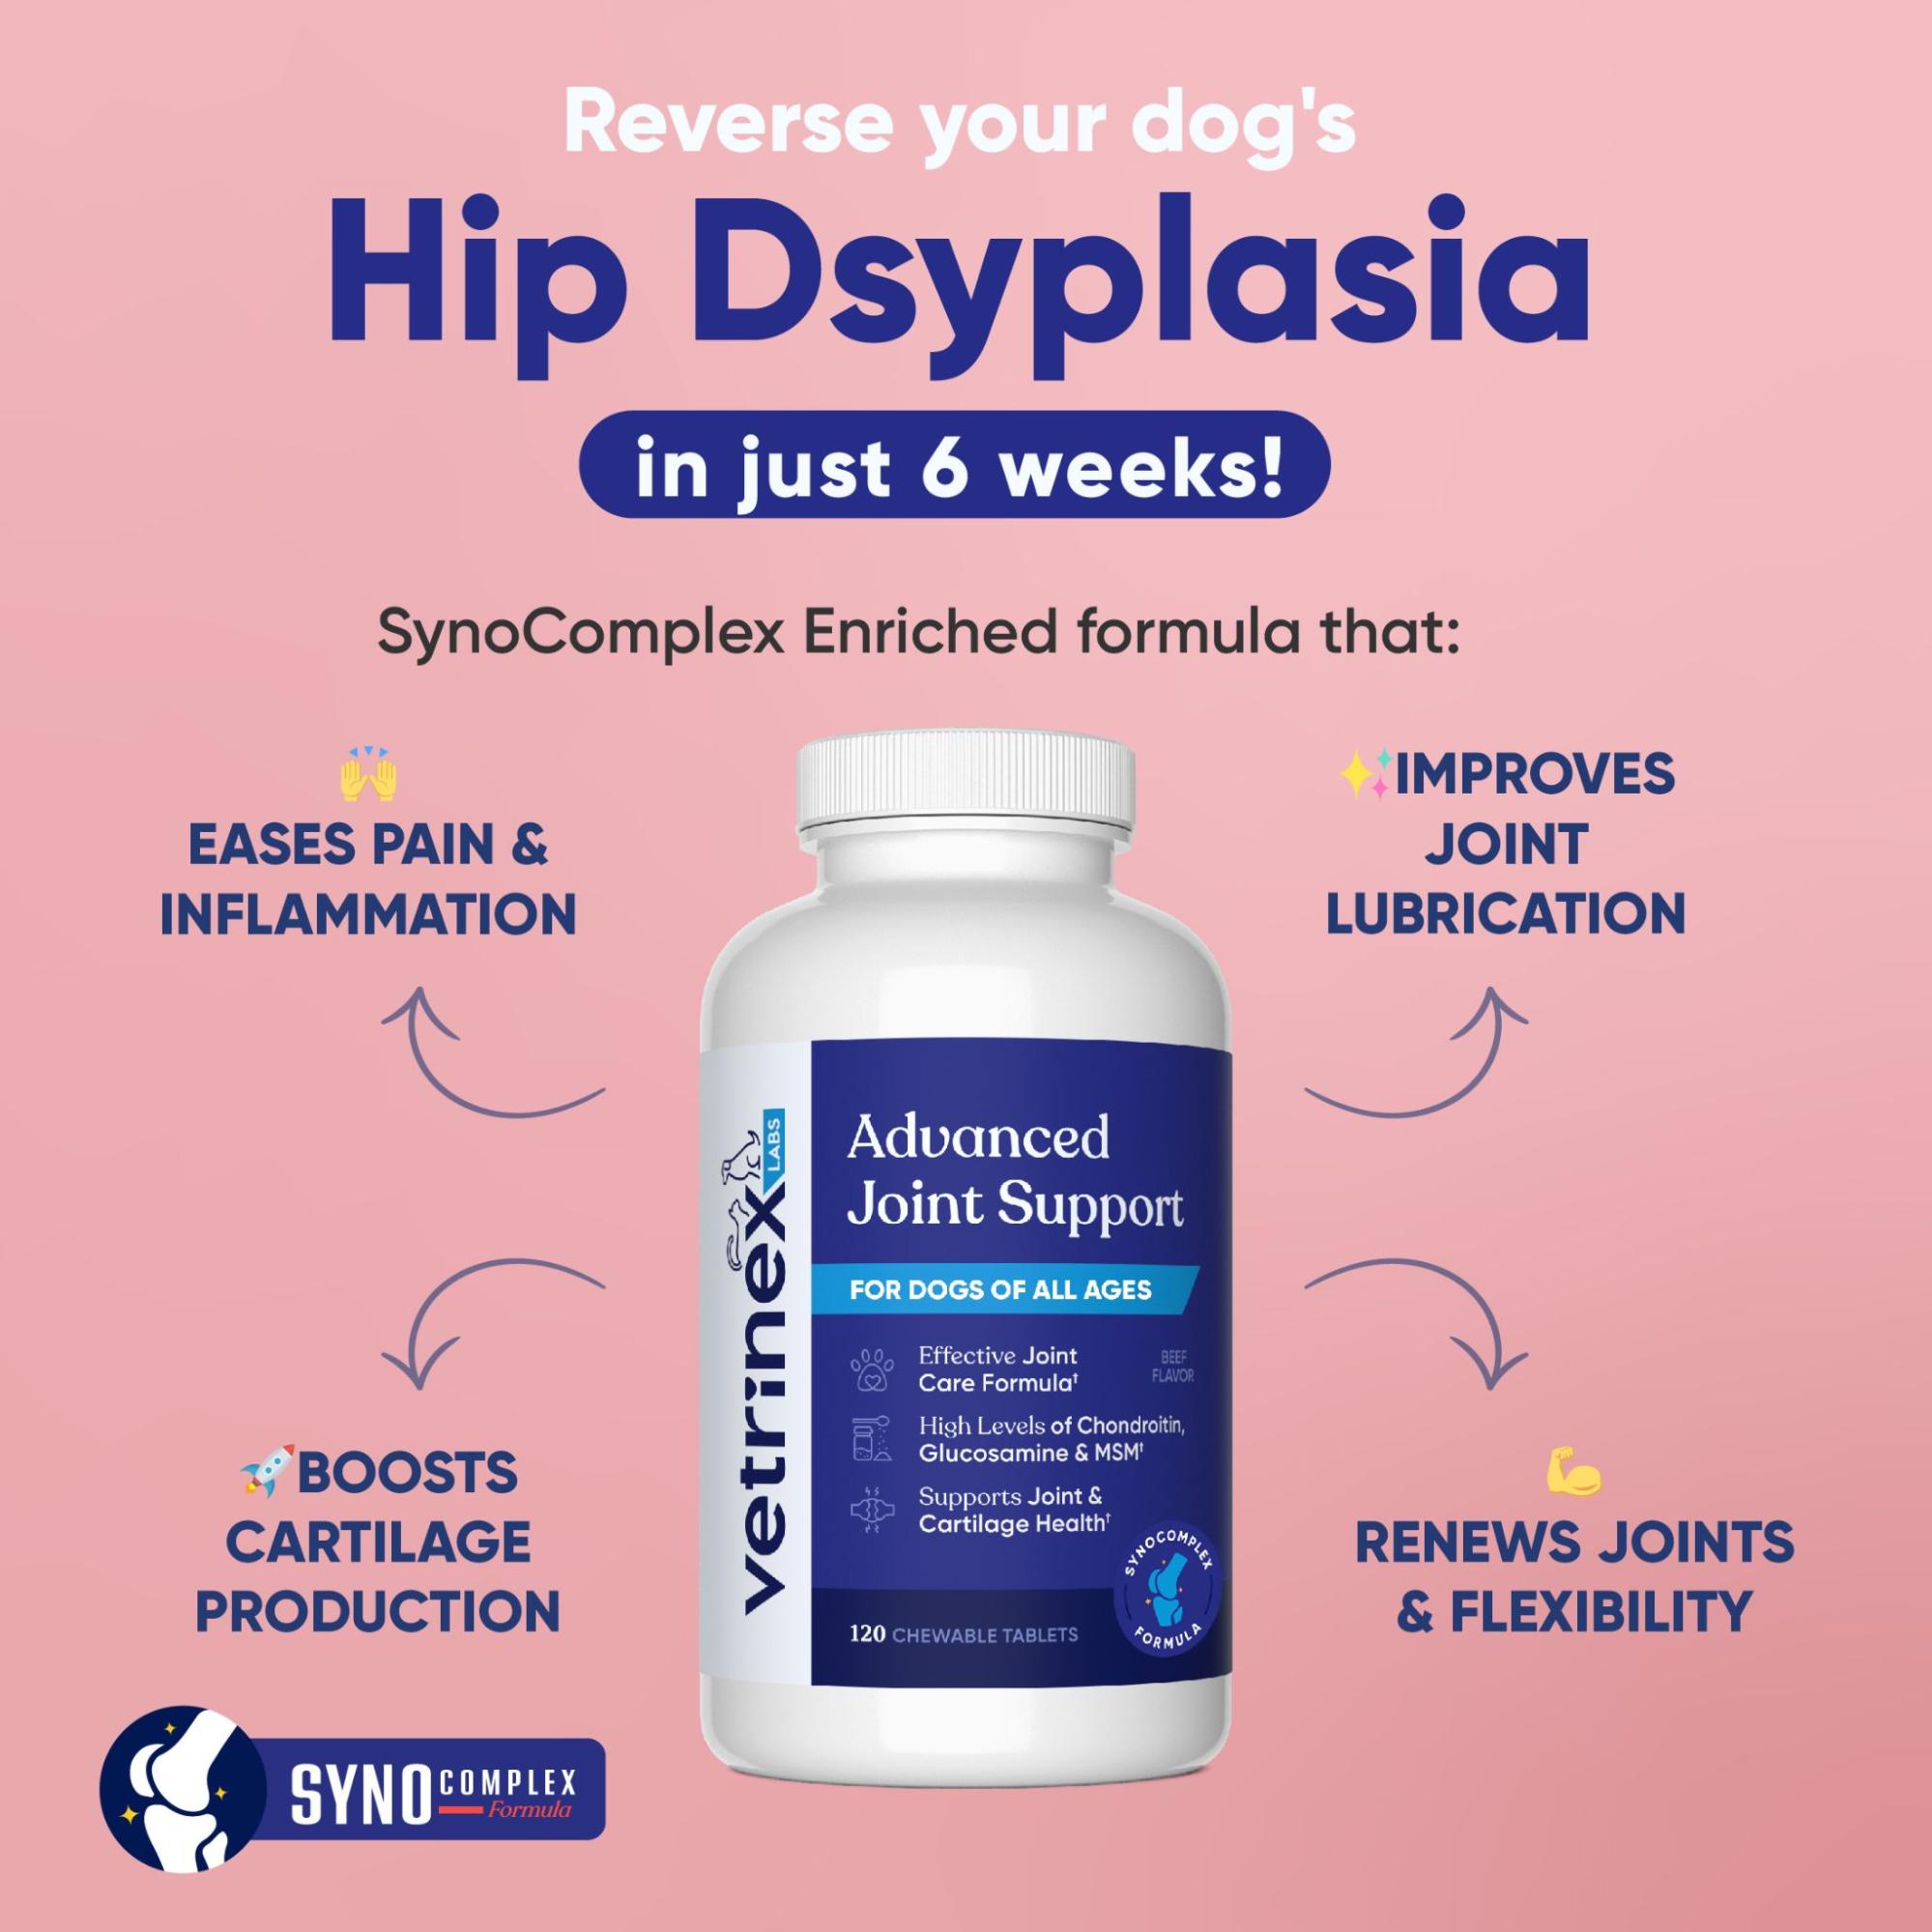 Reverse your dog's
Hip Dsyplasia
in just 6 weeks!
SynoComplex Enriched formula that:
EASES PAIN &
INFLAMMATION
IMPROVES
JOINT
LUBRICATION
vetrinex LABS
Advanced
Joint Support
FOR DOGS OF ALL AGES
Effective Joint
Care Formula†
BEEF
FLAVOR
High Levels of Chondroitin,
Glucosamine & MSM†
Supports Joint &
Cartilage Health†
120 CHEWABLE TABLETS
SYNOCOMPLEX
FORMULA
BOOSTS
CARTILAGE
PRODUCTION
RENEWS JOINTS
& FLEXIBILITY
SYNO COMPLEX
Formula